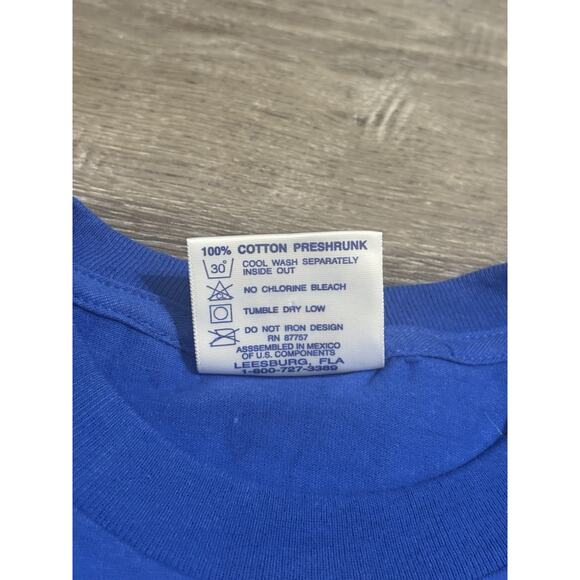 100% COTTON PRESHRUNK
30° COOL WASH SEPARATELY
INSIDE OUT
NO CHLORINE BLEACH
TUMBLE DRY LOW
DO NOT IRON DESIGN
RN 87757
ASSSEMBLED IN MEXICO
OF U.S. COMPONENTS
LEESBURG, FLA
1-800-727-3389